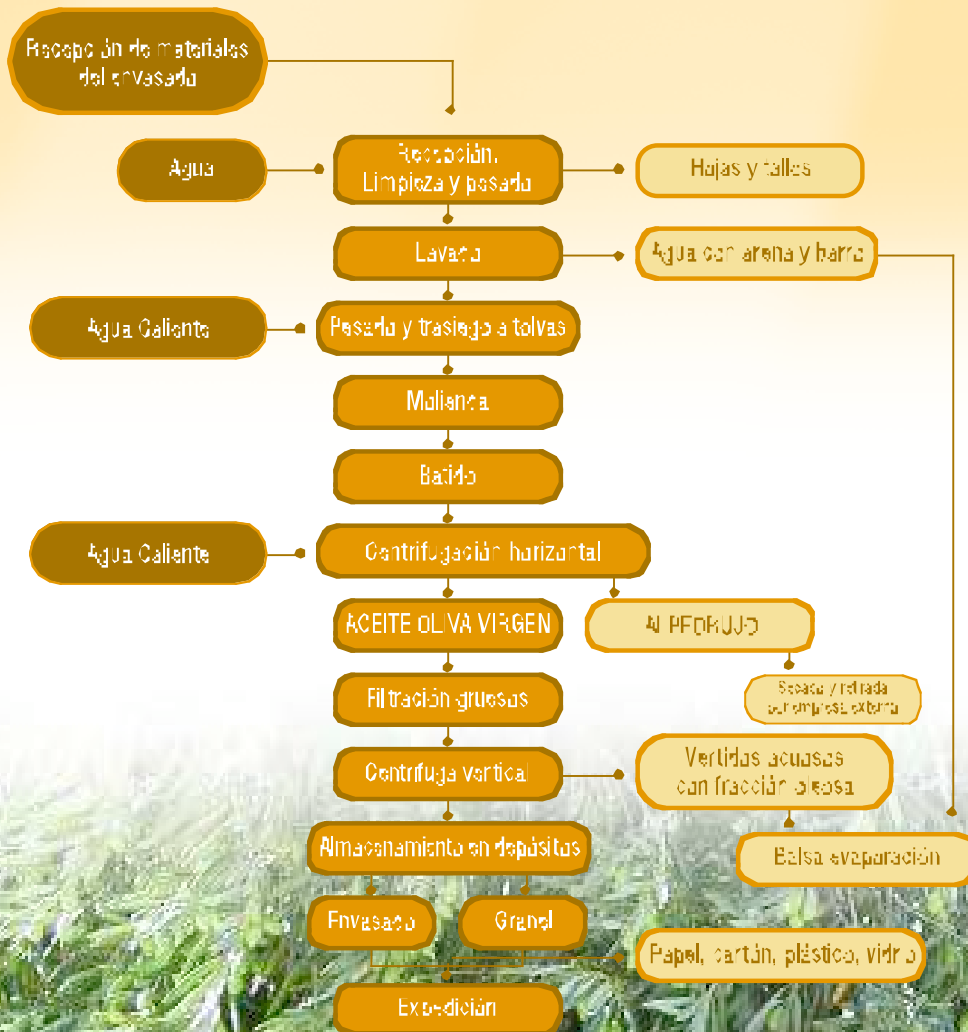 Recepción de materiales
del envasado
Agua
Recepción.
Limpieza y pesado
Hojas y tallos
Lavado
Agua con arena y barro
Agua Caliente
Pesado y trasiego a tolvas
Molienda
Batido
Agua Caliente
Centrifugación horizontal
ACEITE OLIVA VIRGEN
ALPEDRUJO
Filtración gruesos
Secado y retirada
por empresa externa
Centrifuga vertical
Vertidos acuosos
con fracción oleosa
Almacenamiento en depósitos
Balsa evaporación
Envasado
Granel
Papel, cartón, plástico, vidrio
Expedición